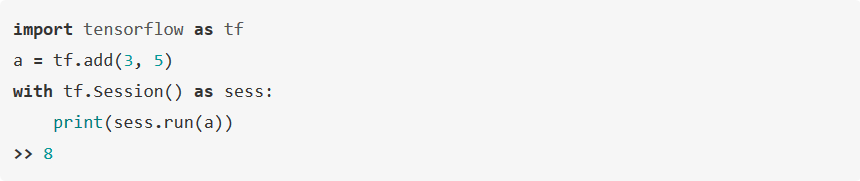 import tensorflow as tf
a = tf.add(3, 5)
with tf.Session() as sess:
    print(sess.run(a))
>> 8